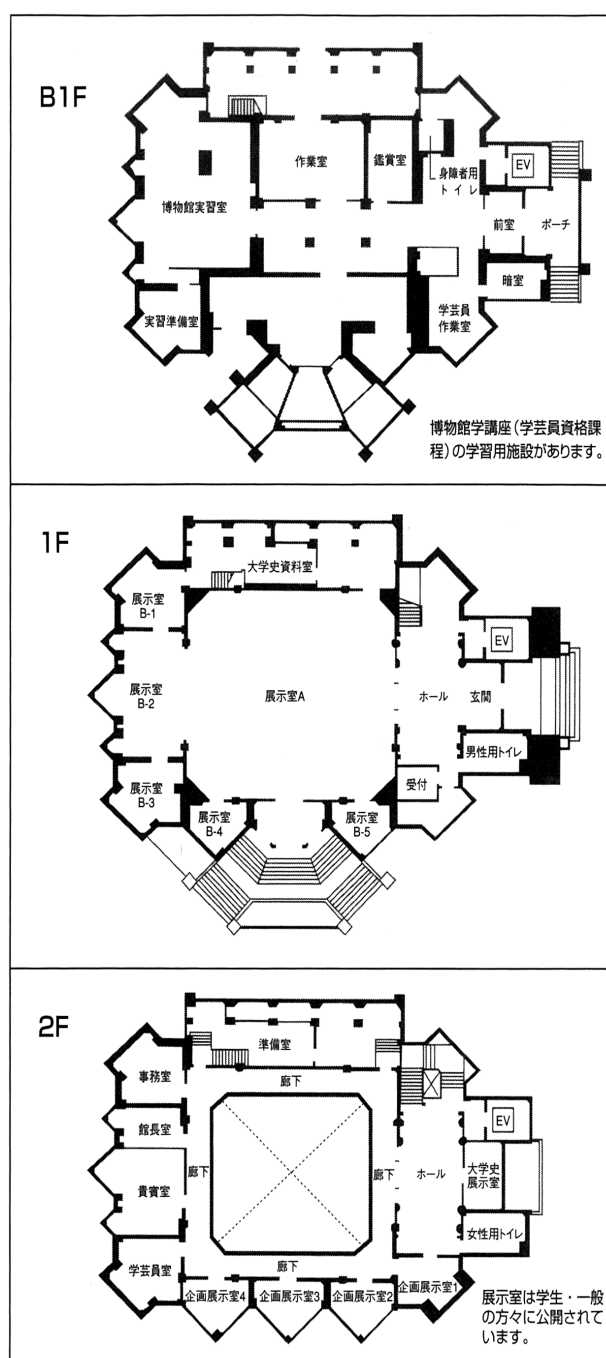 B1F
作業室
鑑賞室
身障者用
トイレ
EV
博物館実習室
前室
ポーチ
暗室
実習準備室
学芸員
作業室
博物館学講座(学芸員資格課
程)の学習用施設があります。
1F
大学史資料室
展示室
B-1
EV
展示室
B-2
展示室A
ホール
玄関
男性用トイレ
展示室
B-3
受付
展示室
B-4
展示室
B-5
2F
準備室
事務室
廊下
EV
館長室
廊下
廊下
ホール
大学史
展示室
貴賓室
女性用トイレ
学芸員室
廊下
企画展示室4
企画展示室3
企画展示室2
企画展示室1
展示室は学生・一般
の方々に公開されて
います。